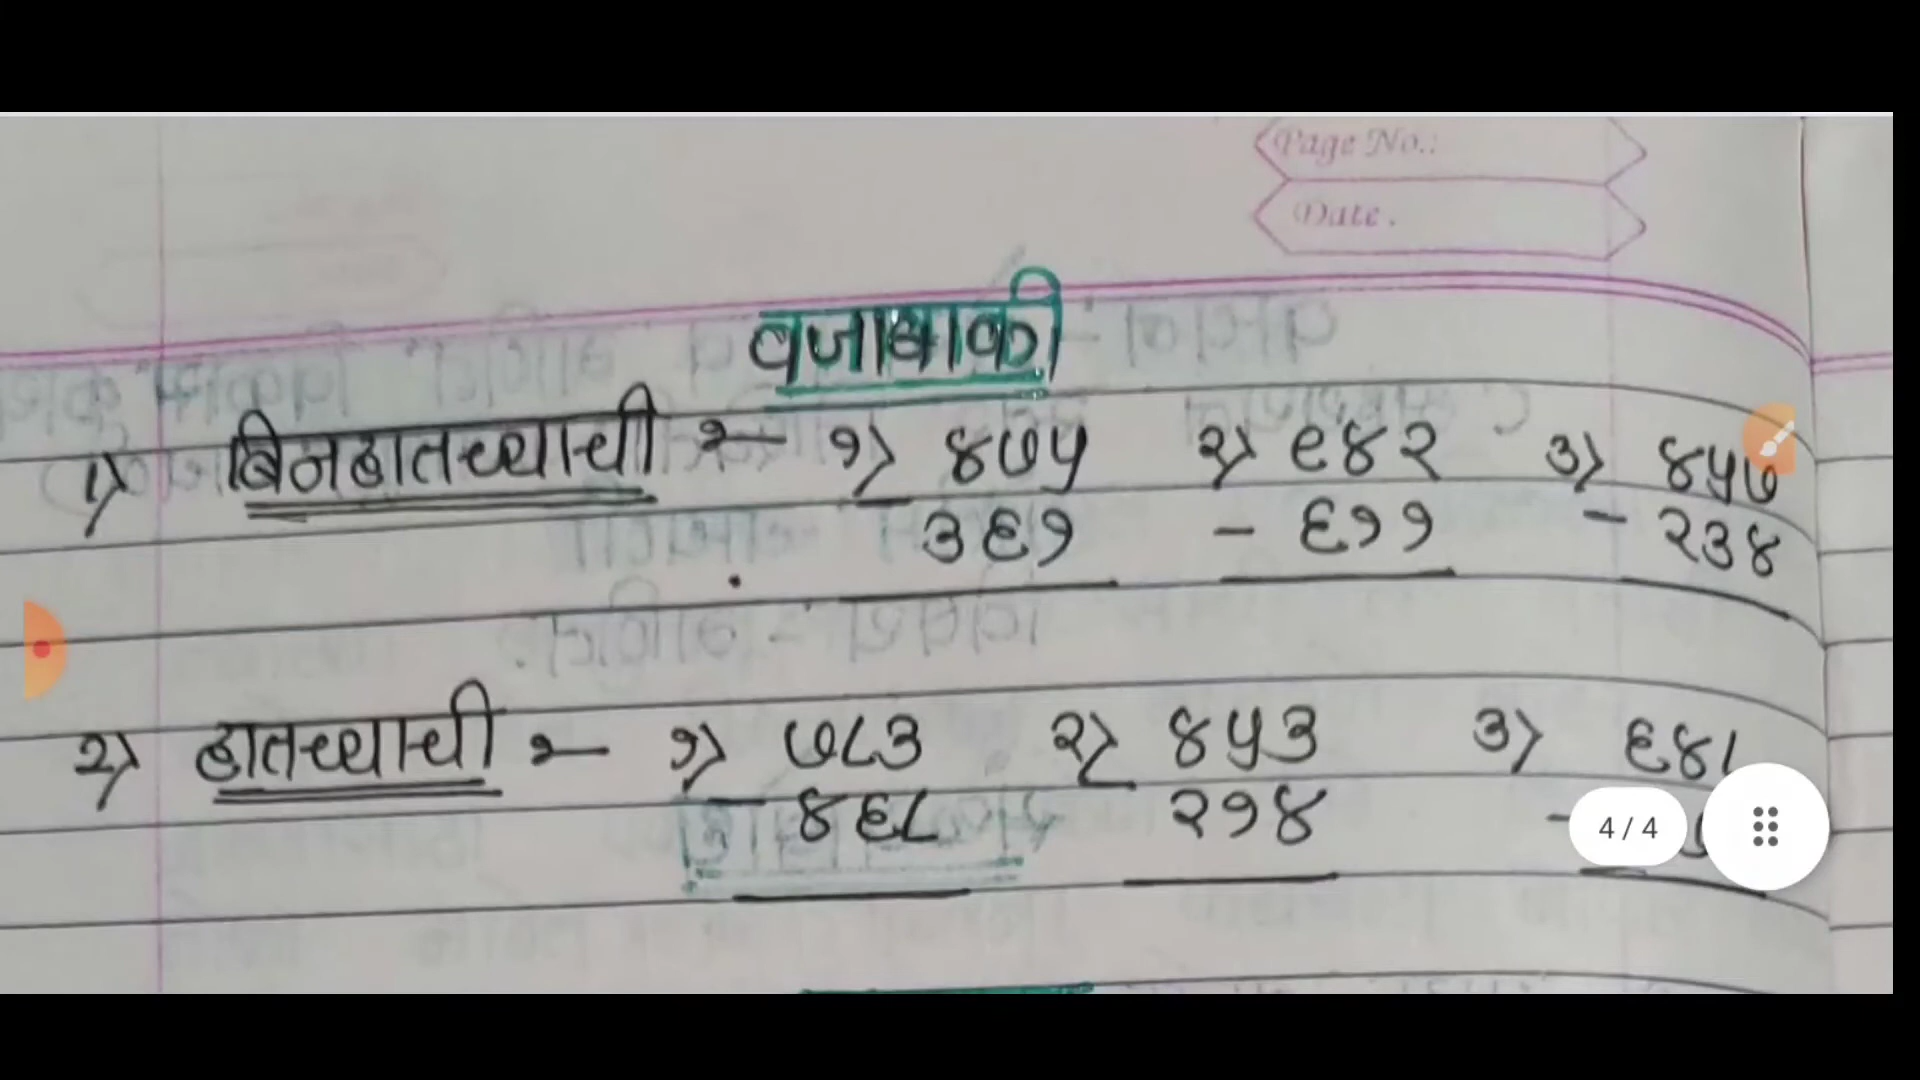 Page No.:
Date.
वजाबाकी
1) बिनहातच्याची :- १) ४७५ २) ९४२ ३) ४५७
- ३६१ - ६११ - २३४
२) हातच्याची :- १) ७८३ २) ४५३ ३) ६४
- ४६८ - २१४ -
4 / 4